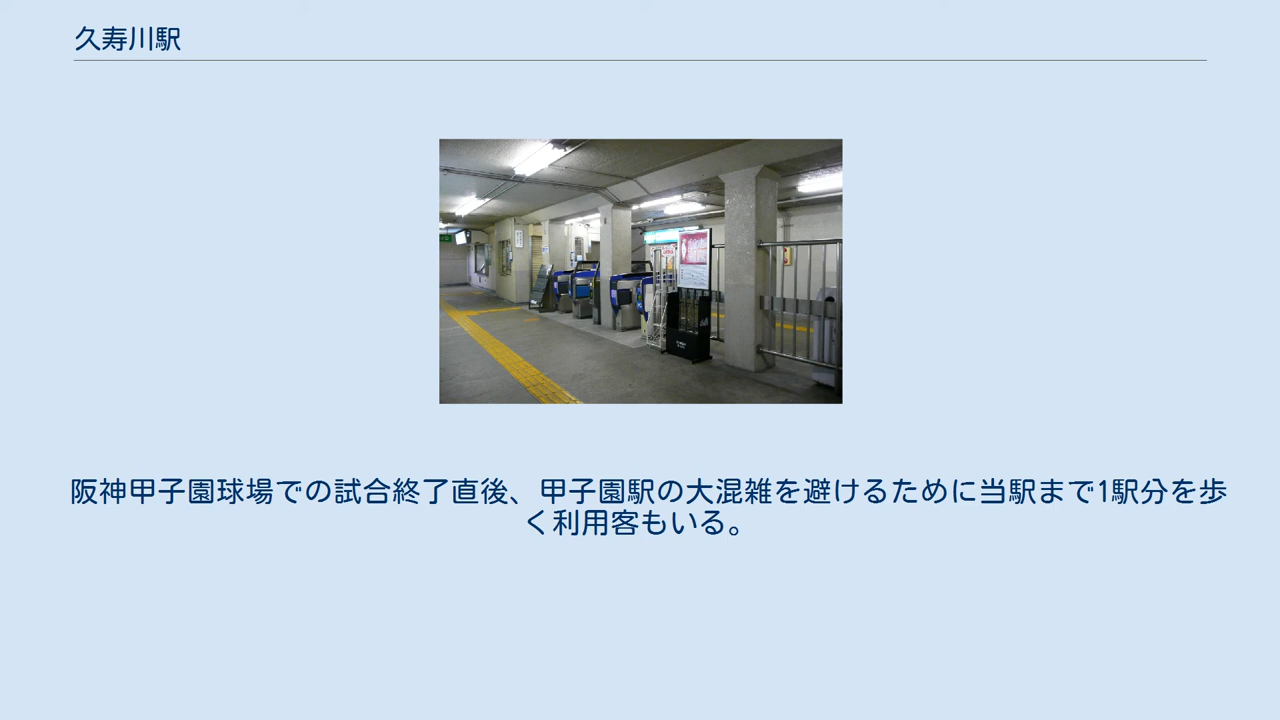 久寿川駅
阪神甲子園球場での試合終了直後、甲子園駅の大混雑を避けるために当駅まで1駅分を歩
く利用客もいる。